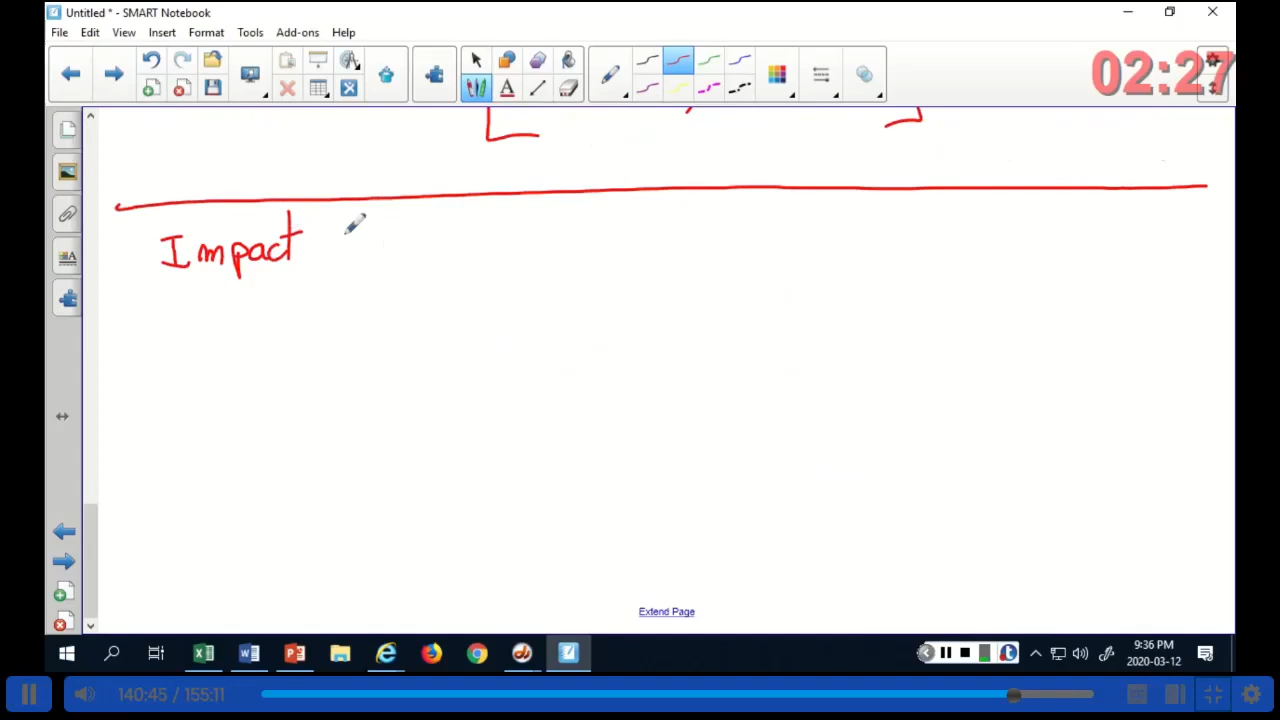 Untitled * - SMART Notebook
File Edit View Insert Format Tools Add-ons Help
02:27
Impact
Extend Page
9:36 PM
2020-03-12
140:45 / 155:11